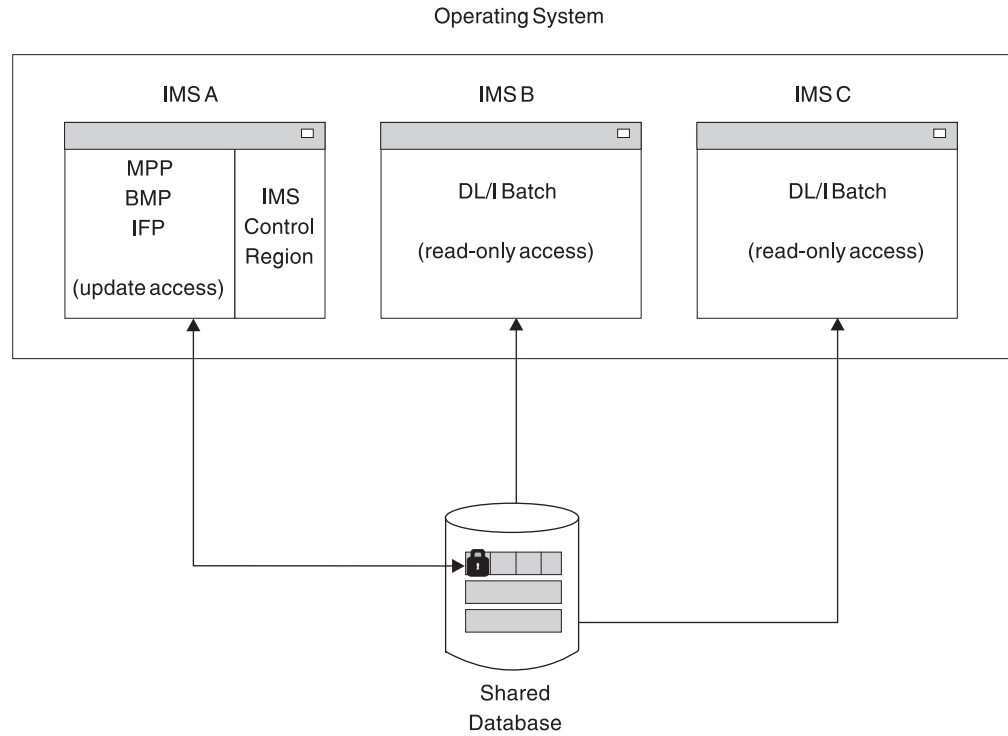 Operating System
IMS A
IMS B
IMS C
MPP
BMP
IFP
(update access)
IMS
Control
Region
DL/I Batch
(read-only access)
DL/I Batch
(read-only access)
Shared
Database